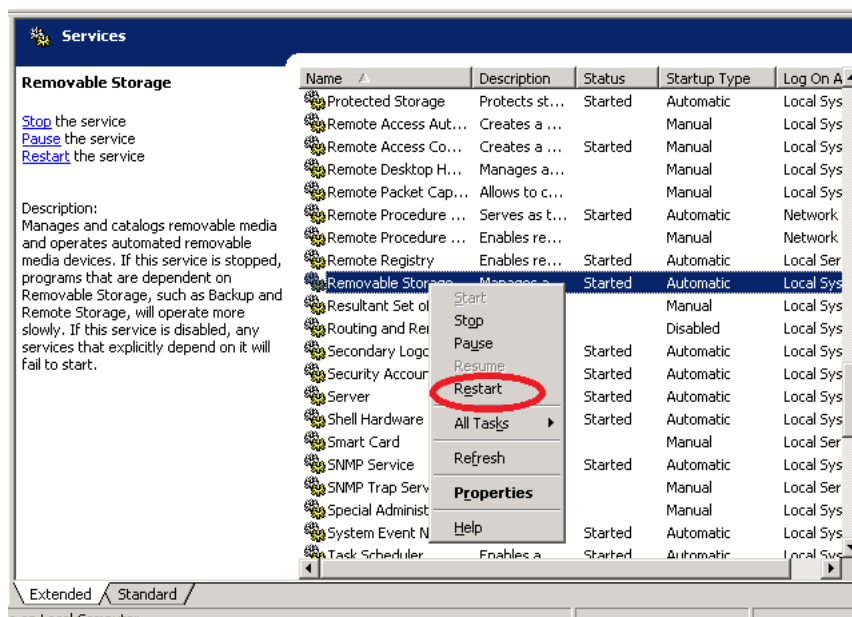 Services
Removable Storage
Stop the service
Pause the service
Restart the service
Description:
Manages and catalogs removable media
and operates automated removable
media devices. If this service is stopped,
programs that are dependent on
Removable Storage, such as Backup and
Remote Storage, will operate more
slowly. If this service is disabled, any
services that explicitly depend on it will
fail to start.
Name Description Status Startup Type Log On A
Protected Storage Protects st... Started Automatic Local Sys
Remote Access Aut... Creates a ... Manual Local Sys
Remote Access Co... Creates a ... Started Manual Local Sys
Remote Desktop H... Manages a... Manual Local Sys
Remote Packet Cap... Allows to c... Manual Local Sys
Remote Procedure ... Serves as t... Started Automatic Network
Remote Procedure ... Enables re... Manual Network
Remote Registry Enables re... Started Automatic Local Ser
Removable Storage Manages a... Started Automatic Local Sys
Resultant Set of Manual Local Sys
Routing and Rem Disabled Local Sys
Secondary Logo Started Automatic Local Sys
Security Accoun Started Automatic Local Sys
Server Started Automatic Local Sys
Shell Hardware Started Automatic Local Sys
Smart Card Manual Local Ser
SNMP Service Started Automatic Local Sys
SNMP Trap Serv Manual Local Ser
Special Administ Manual Local Sys
System Event N Started Automatic Local Sys
Task Scheduler Enables a Started Automatic Local Sys
Start
Stop
Pause
Resume
Restart
All Tasks
Refresh
Properties
Help
Extended Standard